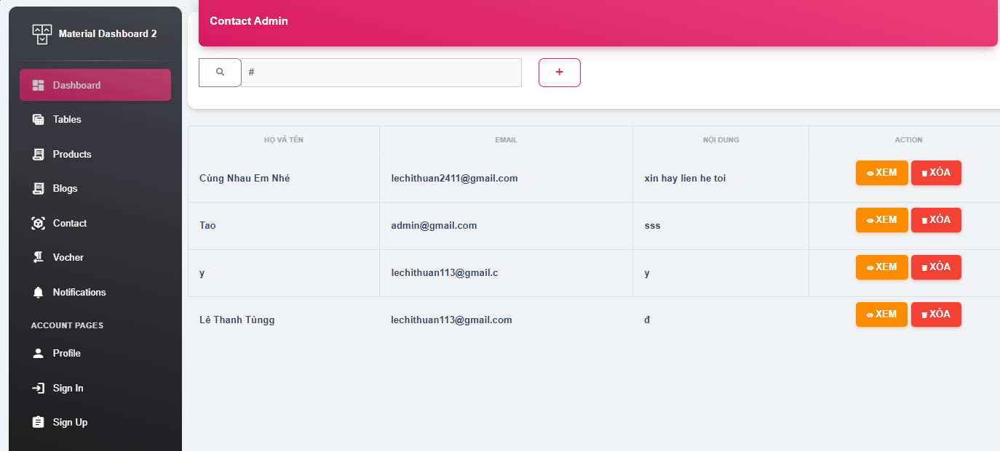 Material Dashboard 2
Dashboard
Tables
Products
Blogs
Contact
Vocher
Notifications
ACCOUNT PAGES
Profile
Sign In
Sign Up
Contact Admin
#
+
HỌ VÀ TÊN EMAIL NỘI DUNG ACTION
Cùng Nhau Em Nhé lechithuan2411@gmail.com xin hay lien he toi XEM XÓA
Tao admin@gmail.com sss XEM XÓA
y lechithuan113@gmail.c y XEM XÓA
Lê Thanh Tùngg lechithuan113@gmail.com đ XEM XÓA